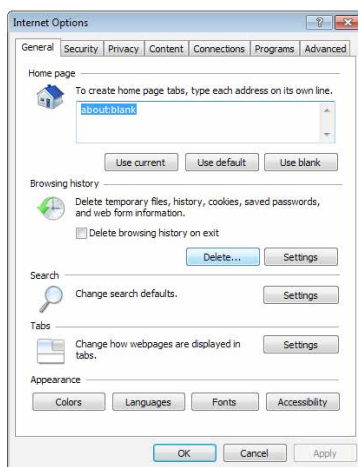 Internet Options
General Security Privacy Content Connections Programs Advanced
Home page
To create home page tabs, type each address on its own line.
about:blank
Use current Use default Use blank
Browsing history
Delete temporary files, history, cookies, saved passwords,
and web form information.
Delete browsing history on exit
Delete... Settings
Search
Change search defaults.
Settings
Tabs
Change how webpages are displayed in
tabs.
Settings
Appearance
Colors Languages Fonts Accessibility
OK Cancel Apply